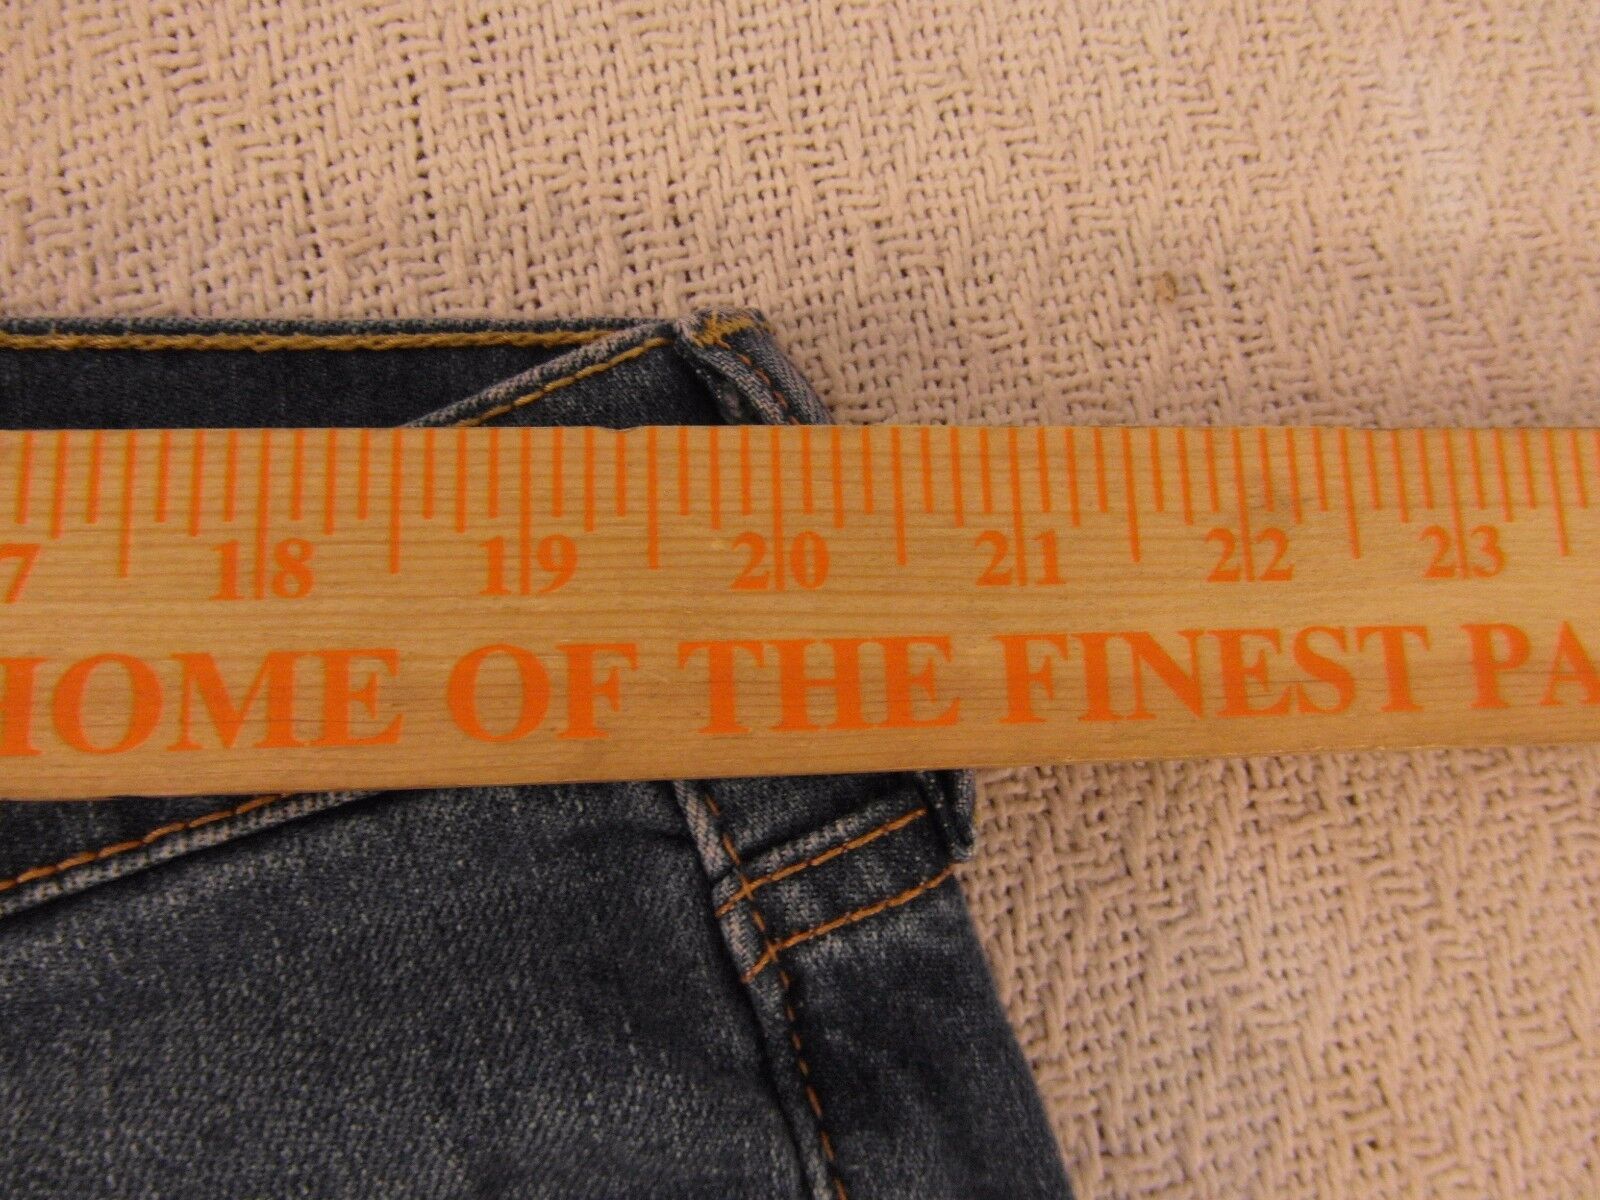 7 18 19 20 21 22 23
HOME OF THE FINEST PA